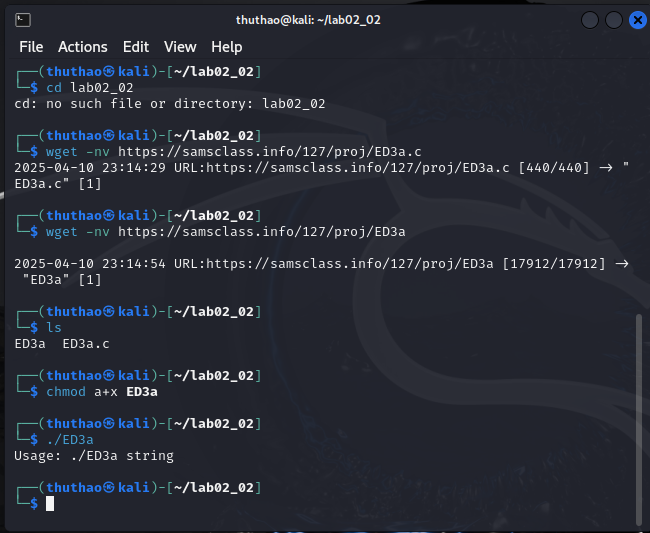 thuthao@kali: ~/lab02_02
File Actions Edit View Help
┌──(thuthao㉿kali)-[~/lab02_02]
└─$ cd lab02_02
cd: no such file or directory: lab02_02
┌──(thuthao㉿kali)-[~/lab02_02]
└─$ wget -nv https://samsclass.info/127/proj/ED3a.c
2025-04-10 23:14:29 URL:https://samsclass.info/127/proj/ED3a.c [440/440] -> "
ED3a.c" [1]
┌──(thuthao㉿kali)-[~/lab02_02]
└─$ wget -nv https://samsclass.info/127/proj/ED3a
2025-04-10 23:14:54 URL:https://samsclass.info/127/proj/ED3a [17912/17912] ->
"ED3a" [1]
┌──(thuthao㉿kali)-[~/lab02_02]
└─$ ls
ED3a  ED3a.c
┌──(thuthao㉿kali)-[~/lab02_02]
└─$ chmod a+x ED3a
┌──(thuthao㉿kali)-[~/lab02_02]
└─$ ./ED3a
Usage: ./ED3a string
┌──(thuthao㉿kali)-[~/lab02_02]
└─$